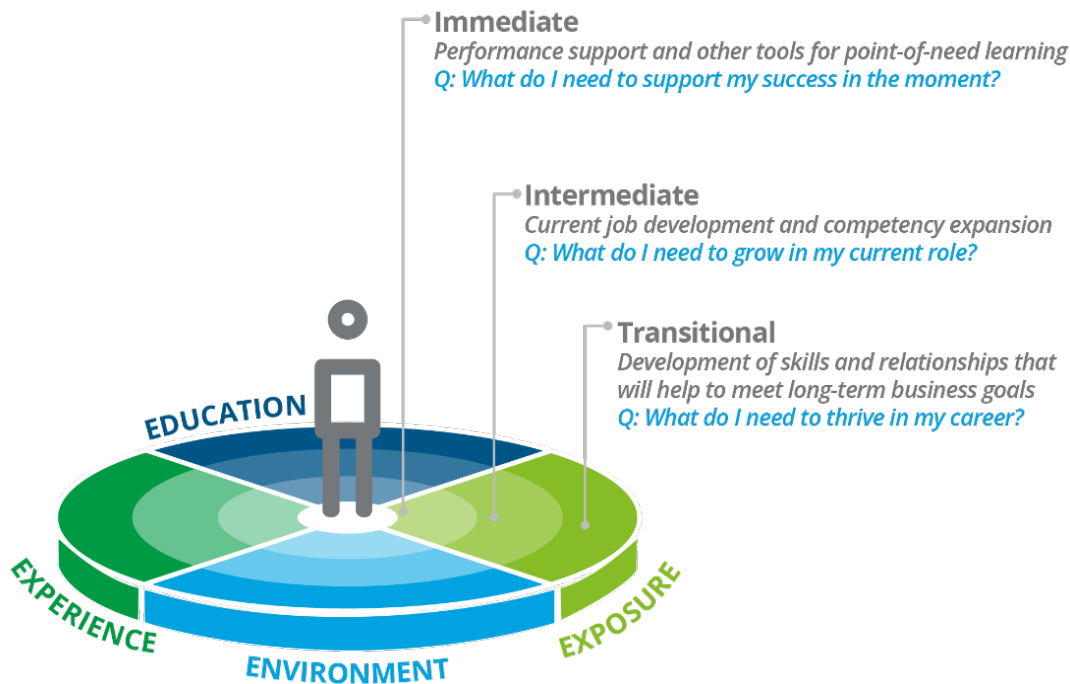 Immediate
Performance support and other tools for point-of-need learning
Q: What do I need to support my success in the moment?
Intermediate
Current job development and competency expansion
Q: What do I need to grow in my current role?
Transitional
Development of skills and relationships that
will help to meet long-term business goals
Q: What do I need to thrive in my career?
EDUCATION
EXPERIENCE
EXPOSURE
ENVIRONMENT